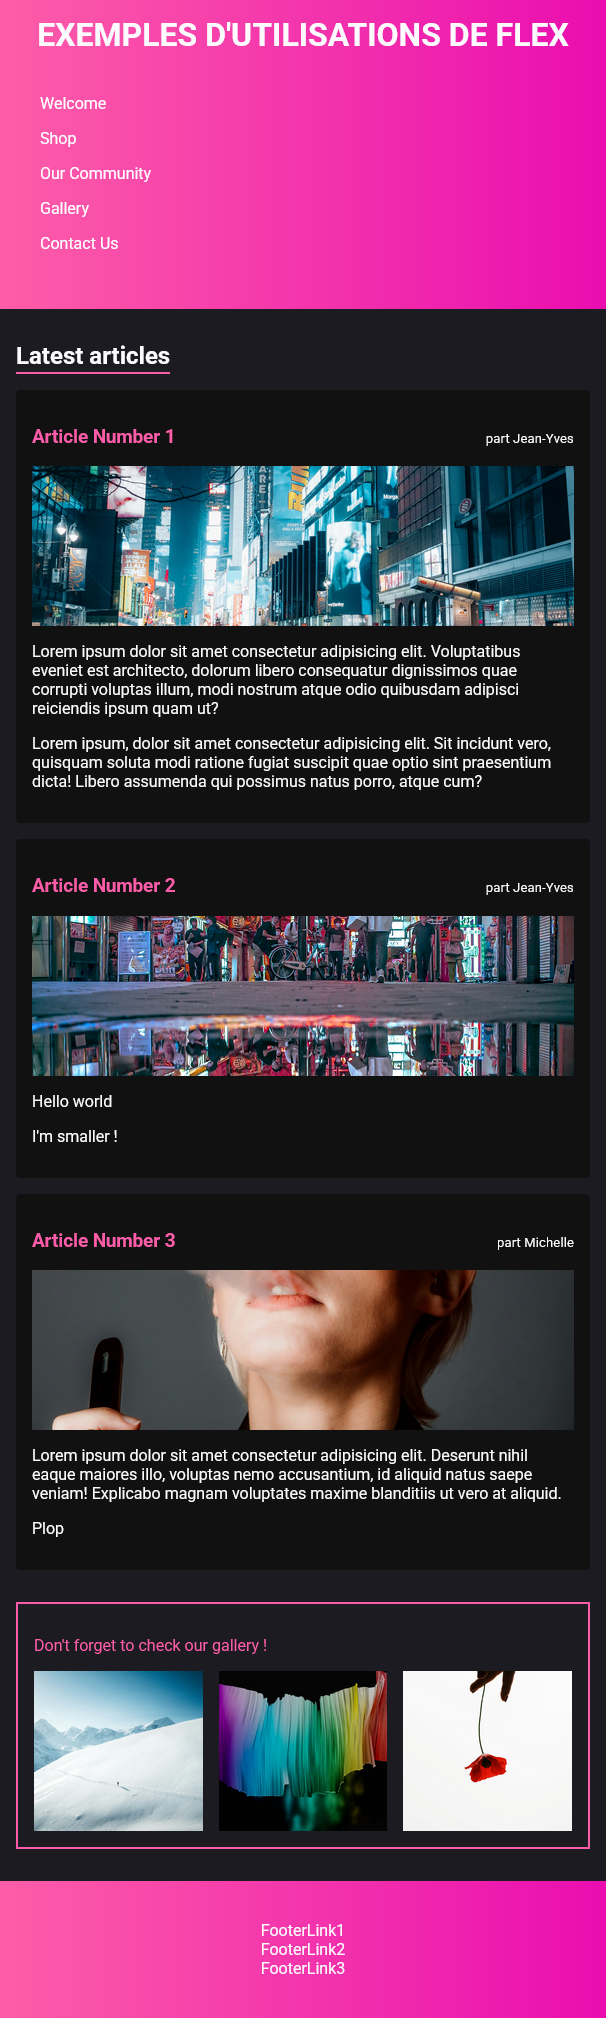 EXEMPLES D'UTILISATIONS DE FLEX
Welcome
Shop
Our Community
Gallery
Contact Us
Latest articles
Article Number 1
part Jean-Yves
Lorem ipsum dolor sit amet consectetur adipisicing elit. Voluptatibus
eveniet est architecto, dolorum libero consequatur dignissimos quae
corrupti voluptas illum, modi nostrum atque odio quibusdam adipisci
reiciendis ipsum quam ut?
Lorem ipsum, dolor sit amet consectetur adipisicing elit. Sit incidunt vero,
quisquam soluta modi ratione fugiat suscipit quae optio sint praesentium
dicta! Libero assumenda qui possimus natus porro, atque cum?
Article Number 2
part Jean-Yves
Hello world
I'm smaller !
Article Number 3
part Michelle
Lorem ipsum dolor sit amet consectetur adipisicing elit. Deserunt nihil
eaque maiores illo, voluptas nemo accusantium, id aliquid natus saepe
veniam! Explicabo magnam voluptates maxime blanditiis ut vero at aliquid.
Plop
Don't forget to check our gallery !
FooterLink1
FooterLink2
FooterLink3